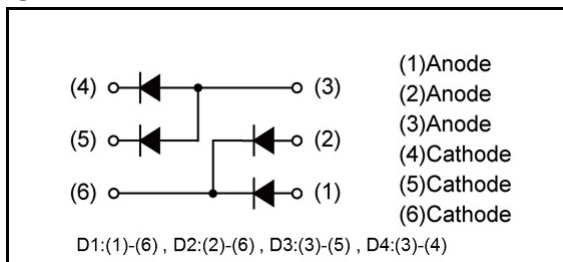 (4) (3) (1)Anode
(2)Anode
(5) (2) (3)Anode
(4)Cathode
(6) (1) (5)Cathode
(6)Cathode
D1:(1)-(6) , D2:(2)-(6) , D3:(3)-(5) , D4:(3)-(4)